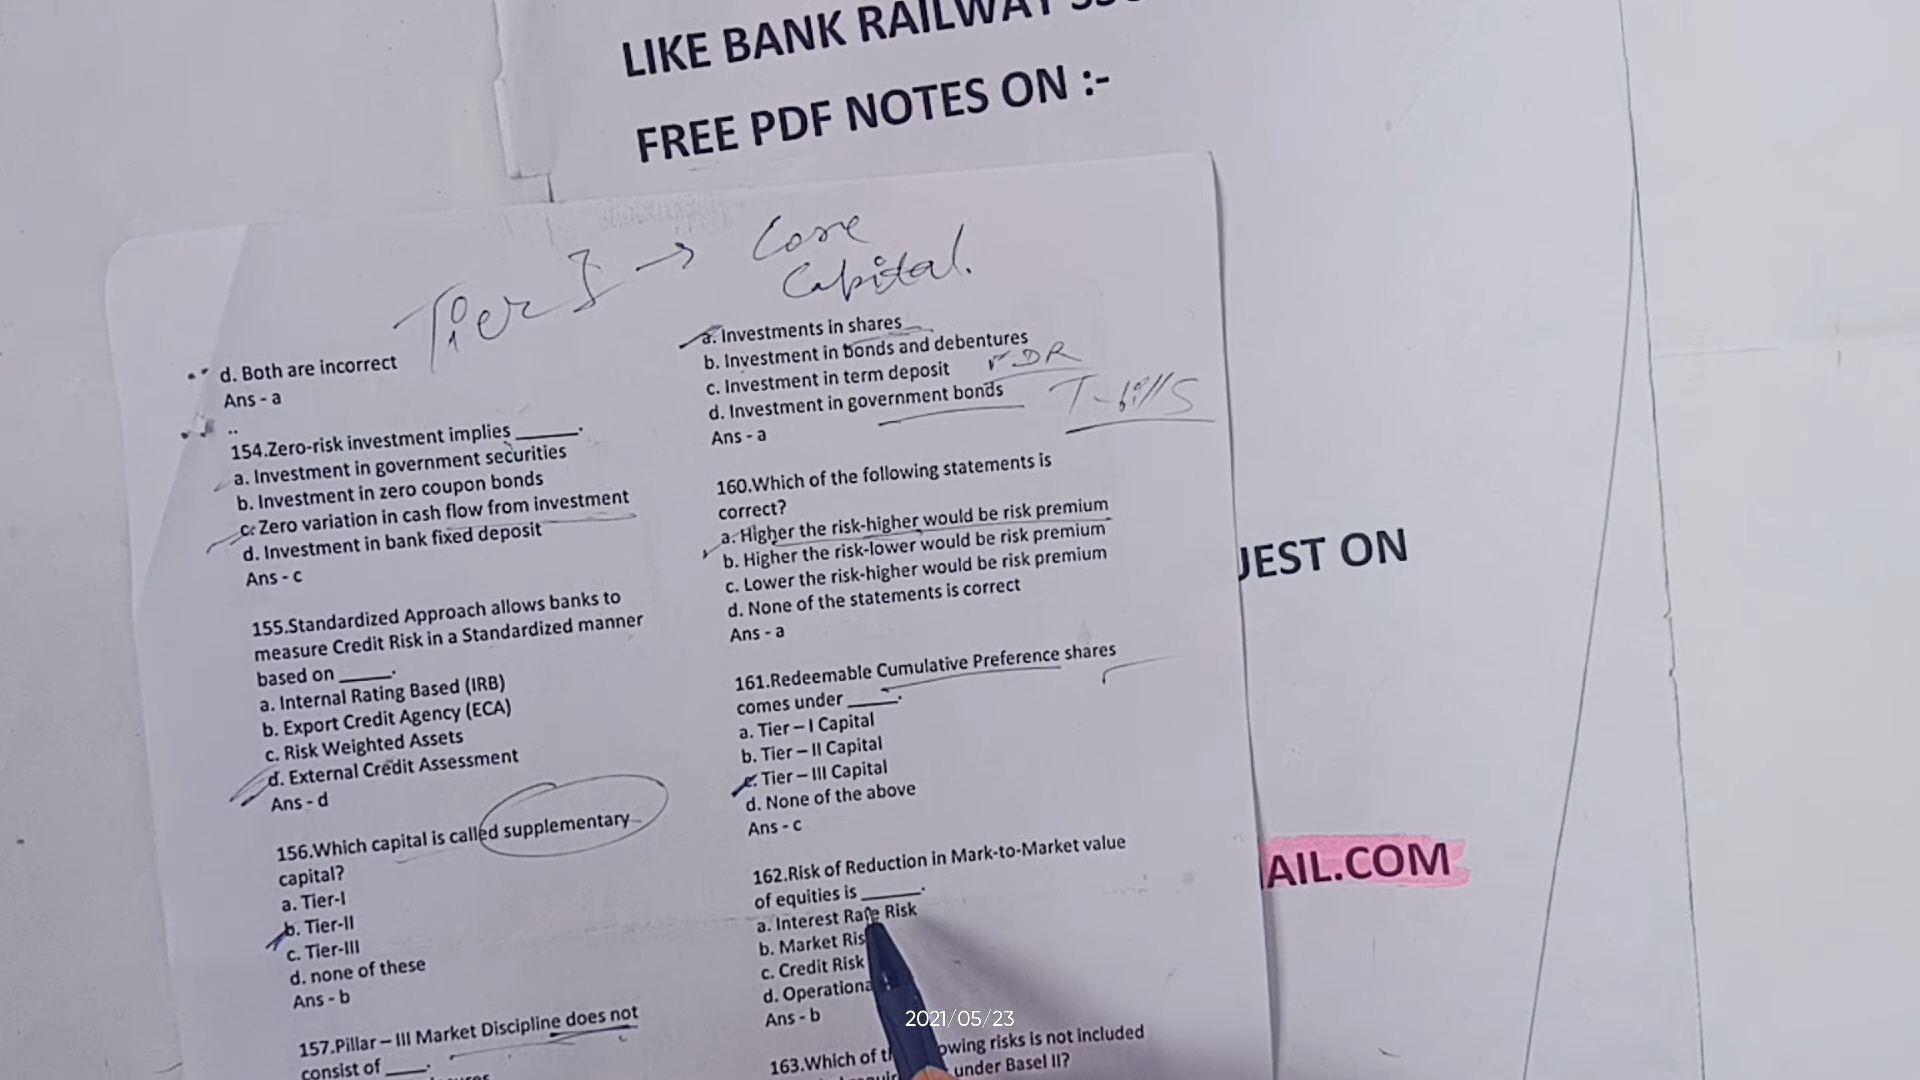 LIKE BANK RAILWAY
FREE PDF NOTES ON :-
Tier I → Core
Capital.
d. Both are incorrect
Ans - a
154.Zero-risk investment implies ______.
a. Investment in government securities
b. Investment in zero coupon bonds
c. Zero variation in cash flow from investment
d. Investment in bank fixed deposit
Ans - c
155.Standardized Approach allows banks to
measure Credit Risk in a Standardized manner
based on _____.
a. Internal Rating Based (IRB)
b. Export Credit Agency (ECA)
c. Risk Weighted Assets
d. External Credit Assessment
Ans - d
156.Which capital is called supplementary
capital?
a. Tier-I
b. Tier-II
c. Tier-III
d. none of these
Ans - b
157.Pillar – III Market Discipline does not
consist of ____.
a. Investments in shares
b. Investment in bonds and debentures
c. Investment in term deposit FDR
d. Investment in government bonds T-bills
Ans - a
160.Which of the following statements is
correct?
a. Higher the risk-higher would be risk premium
b. Higher the risk-lower would be risk premium
c. Lower the risk-higher would be risk premium
d. None of the statements is correct
Ans - a
161.Redeemable Cumulative Preference shares
comes under _____.
a. Tier – I Capital
b. Tier – II Capital
c. Tier – III Capital
d. None of the above
Ans - c
162.Risk of Reduction in Mark-to-Market value
of equities is ______.
a. Interest Rate Risk
b. Market Ris
c. Credit Risk
d. Operationa
Ans - b
163.Which of t owing risks is not included
under Basel II?
JEST ON
AIL.COM
2021/05/23